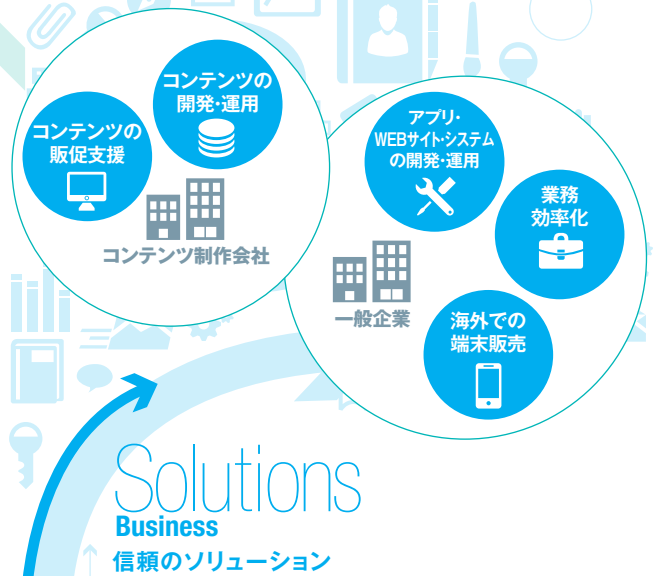 コンテンツの
開発・運用
コンテンツの
販促支援
コンテンツ制作会社
アプリ・
WEBサイト・システム
の開発・運用
業務
効率化
一般企業
海外での
端末販売
Solutions
Business
信頼のソリューション